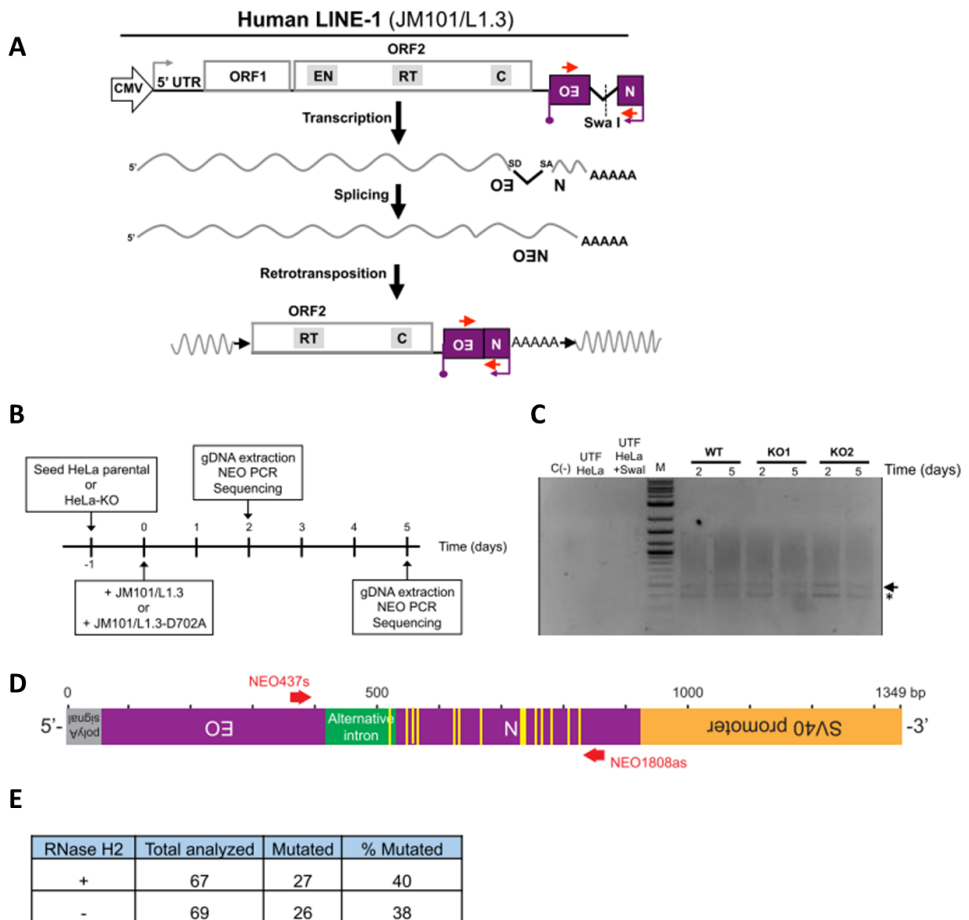 Human LINE-1 (JM101/L1.3)
A
ORF2
CMV
5' UTR
ORF1
EN
RT
C
EO
N
Swa I
Transcription
5'
SD
SA
EO
N
AAAAA
Splicing
5'
NEO
AAAAA
Retrotransposition
ORF2
RT
C
EO
N
AAAAA
B
Seed HeLa parental
or
HeLa-KO
gDNA extraction
NEO PCR
Sequencing
-1
0
1
2
3
4
5
Time (days)
+ JM101/L1.3
or
+ JM101/L1.3-D702A
gDNA extraction
NEO PCR
Sequencing
C
C(-)
UTF
HeLa
UTF
HeLa
+SwaI
M
WT
KO1
KO2
2 5 2 5 2 5
Time (days)
*
D
NEO437s
0 500 1000 1349 bp
5'-
polyA
signal
EO
Alternative
intron
N
SV40 promoter
-3'
NEO1808as
E
RNase H2 Total analyzed Mutated % Mutated
+ 67 27 40
- 69 26 38